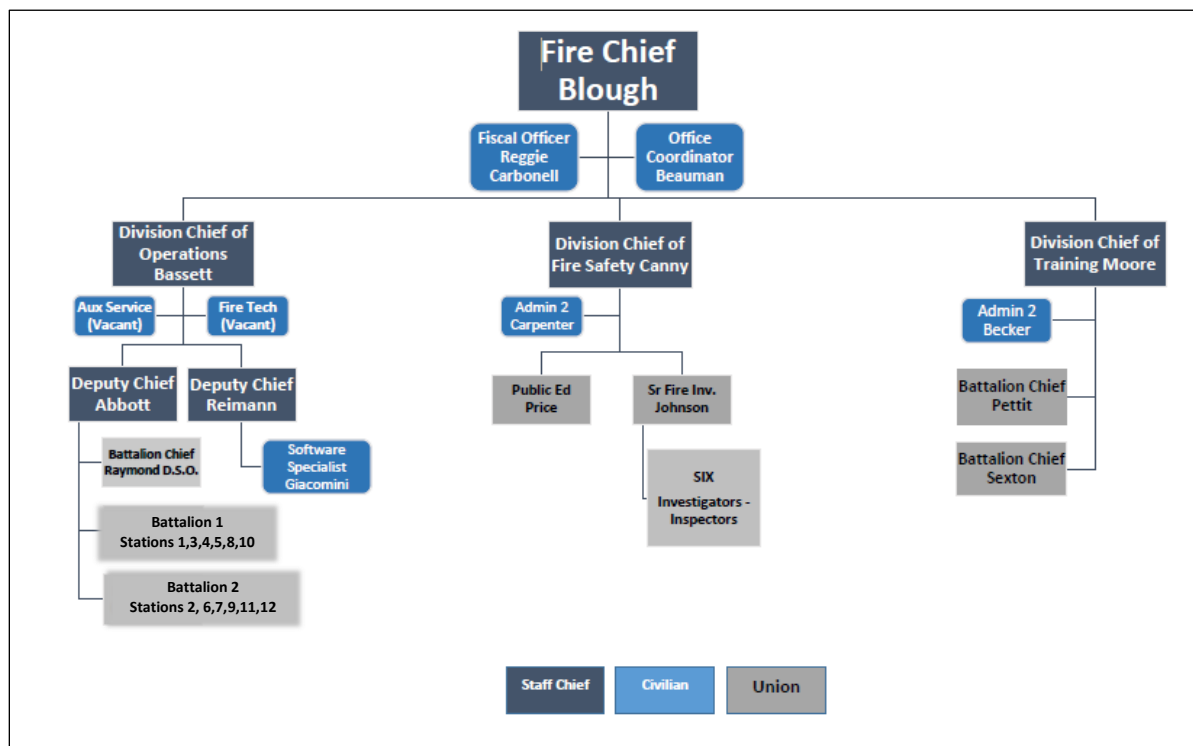 Fire Chief
Blough
Fiscal Officer
Reggie
Carbonell
Office
Coordinator
Beauman
Division Chief of
Operations
Bassett
Division Chief of
Fire Safety Canny
Division Chief of
Training Moore
Aux Service
(Vacant)
Fire Tech
(Vacant)
Admin 2
Carpenter
Admin 2
Becker
Deputy Chief
Abbott
Deputy Chief
Reimann
Public Ed
Price
Sr Fire Inv.
Johnson
Battalion Chief
Pettit
Battalion Chief
Raymond D.S.O.
Software
Specialist
Giacomini
SIX
Investigators -
Inspectors
Battalion Chief
Sexton
Battalion 1
Stations 1,3,4,5,8,10
Battalion 2
Stations 2, 6,7,9,11,12
Staff Chief
Civilian
Union